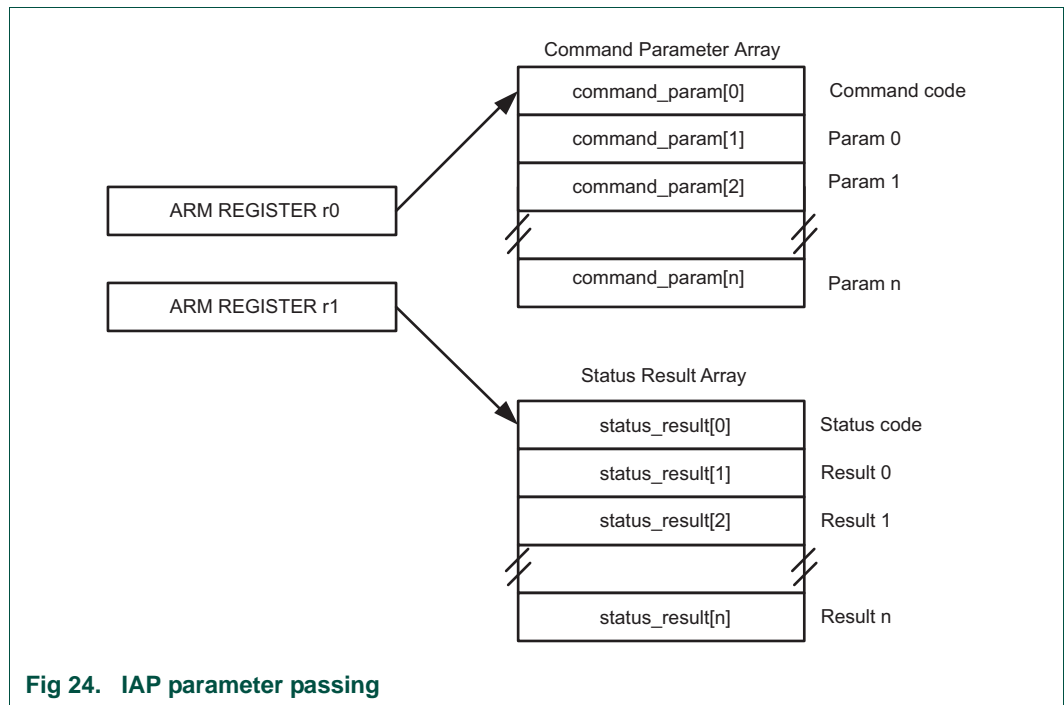 Command Parameter Array
command_param[0] Command code
command_param[1] Param 0
command_param[2] Param 1
ARM REGISTER r0
command_param[n] Param n
ARM REGISTER r1
Status Result Array
status_result[0] Status code
status_result[1] Result 0
status_result[2] Result 1
status_result[n] Result n
Fig 24. IAP parameter passing